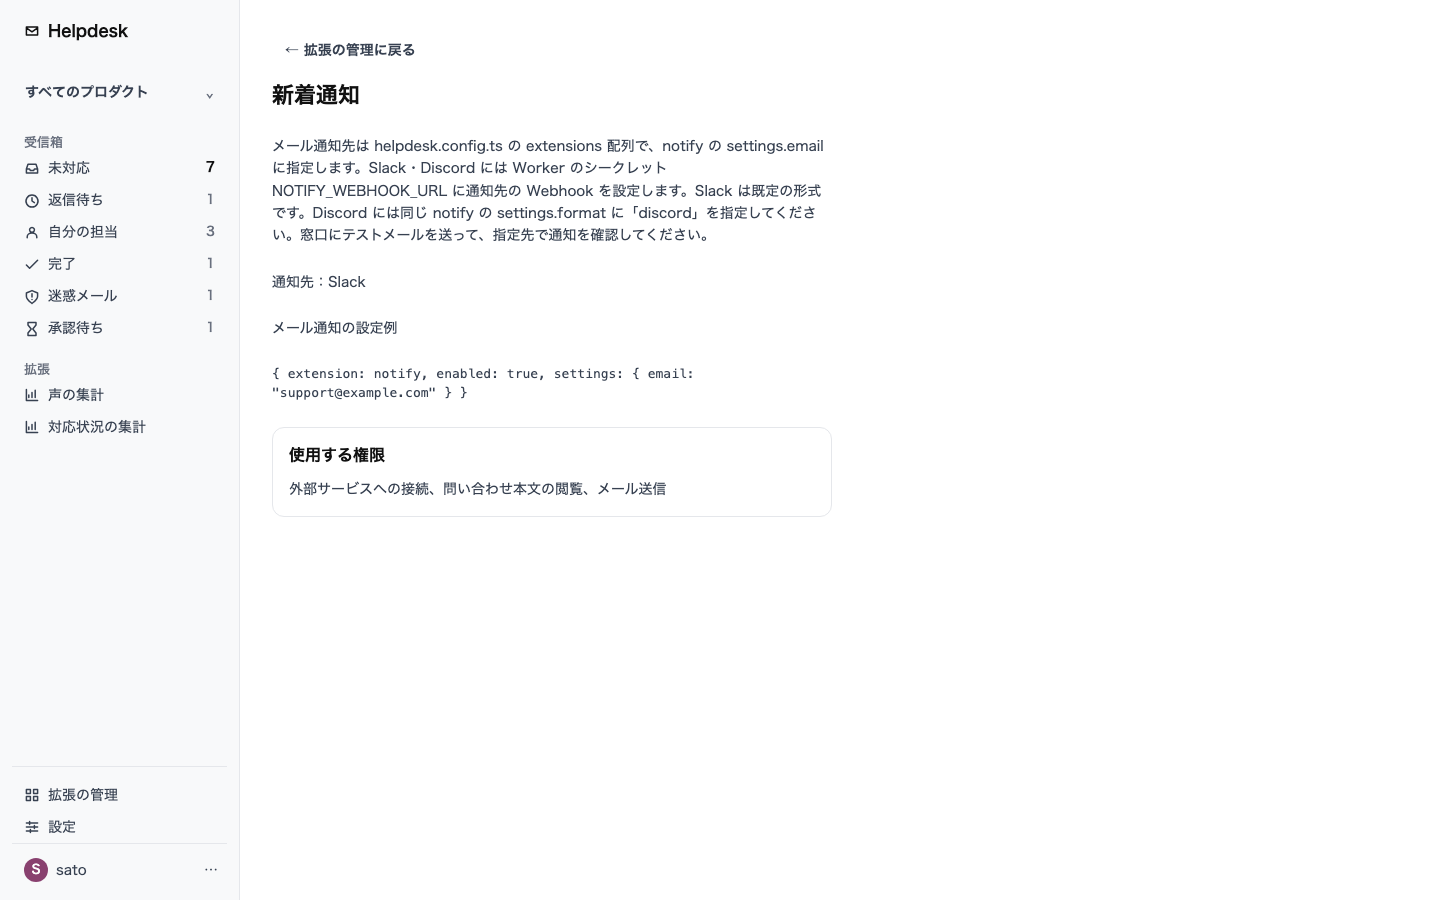 Helpdesk
すべてのプロダクト
受信箱
未対応 7
返信待ち 1
自分の担当 3
完了 1
迷惑メール 1
承認待ち 1
拡張
声の集計
対応状況の集計
拡張の管理
設定
S sato ···
← 拡張の管理に戻る
新着通知
メール通知先は helpdesk.config.ts の extensions 配列で、notify の settings.email
に指定します。Slack・Discord には Worker のシークレット
NOTIFY_WEBHOOK_URL に通知先の Webhook を設定します。Slack は既定の形式
です。Discord には同じ notify の settings.format に「discord」を指定してくださ
い。窓口にテストメールを送って、指定先で通知を確認してください。
通知先：Slack
メール通知の設定例
{ extension: notify, enabled: true, settings: { email:
"support@example.com" } }
使用する権限
外部サービスへの接続、問い合わせ本文の閲覧、メール送信